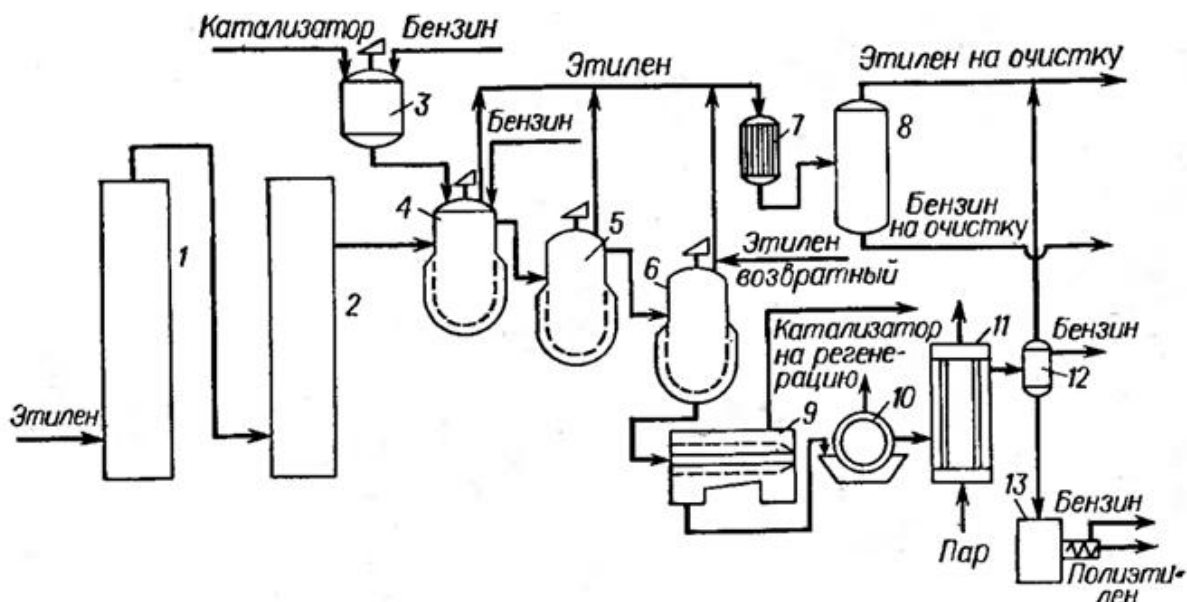 Катализатор
Бензин
3
Этилен
Этилен на очистку
Бензин
7
8
1
2
4
5
6
Бензин
на очистку
Этилен
возвратный
Катализатор
на регене-
рацию
9
10
11
Бензин
12
Этилен
13
Бензин
Пар
Полиэти-
лен